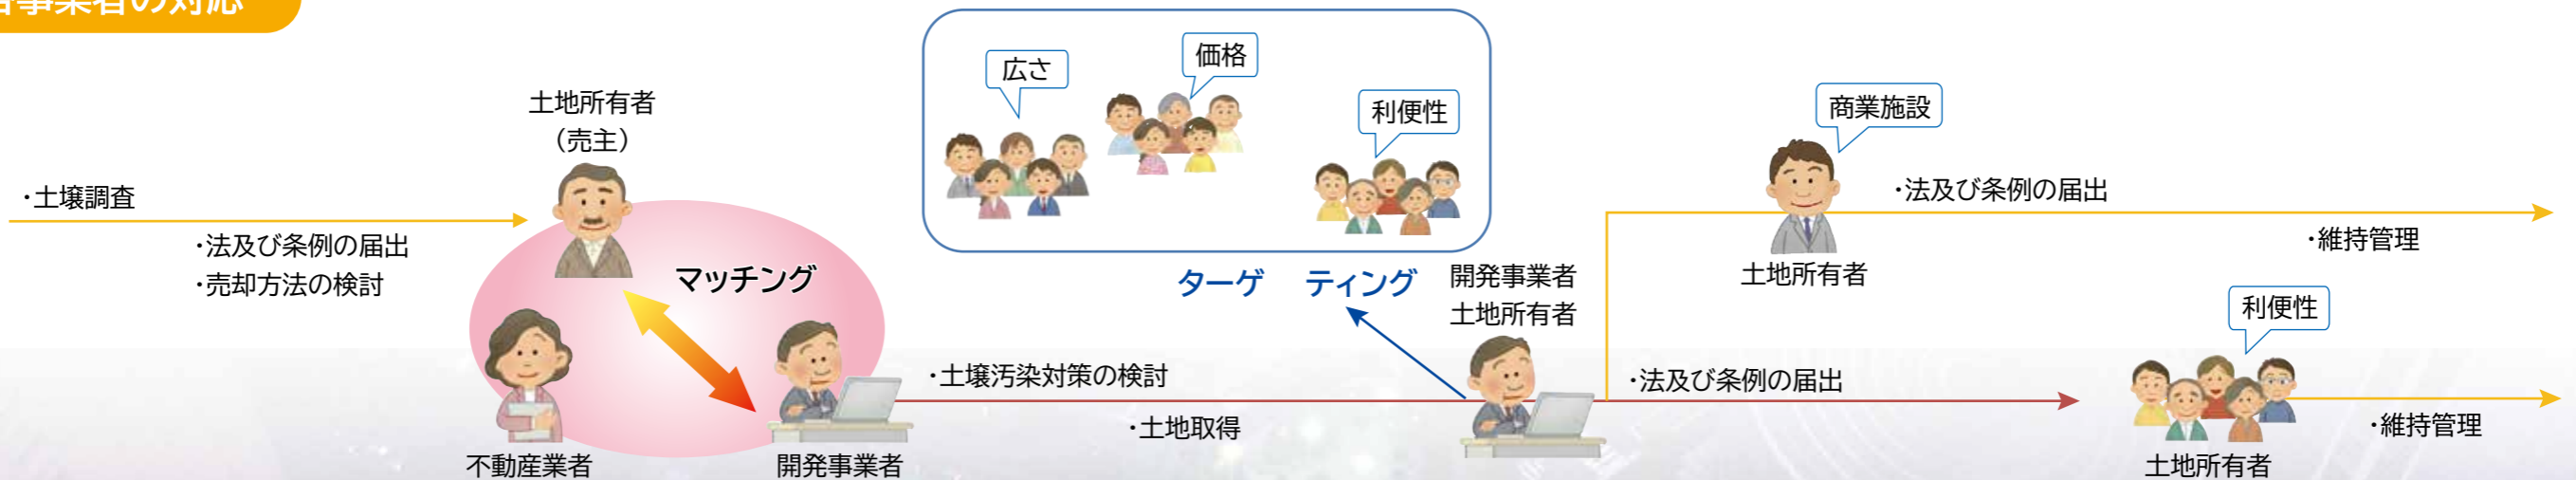 事業者の対応
・土壌調査
・法及び条例の届出
・売却方法の検討
土地所有者
（売主）
マッチング
不動産業者
開発事業者
広さ
価格
利便性
ターゲ ティング
・土壌汚染対策の検討
・土地取得
開発事業者
土地所有者
商業施設
土地所有者
・法及び条例の届出
・維持管理
・法及び条例の届出
利便性
土地所有者
・維持管理